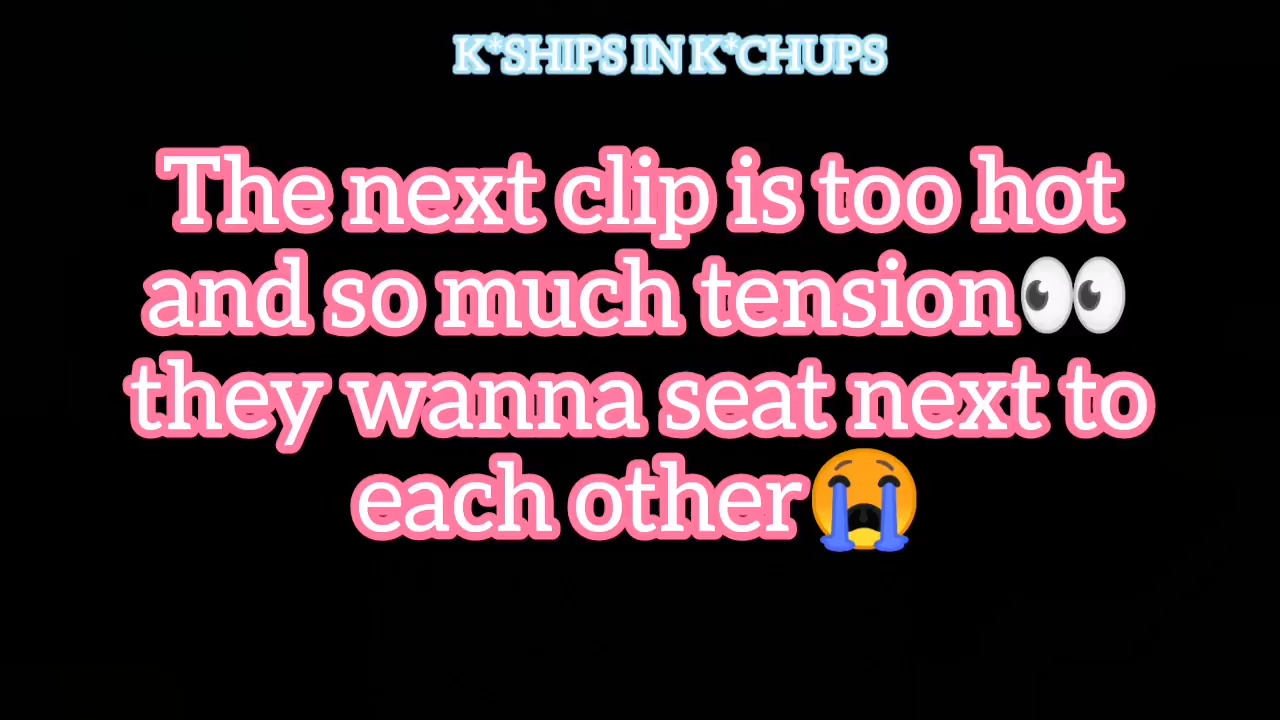 K*SHIPS IN K*CHUPS
The next clip is too hot
and so much tension👀
they wanna seat next to
each other😭